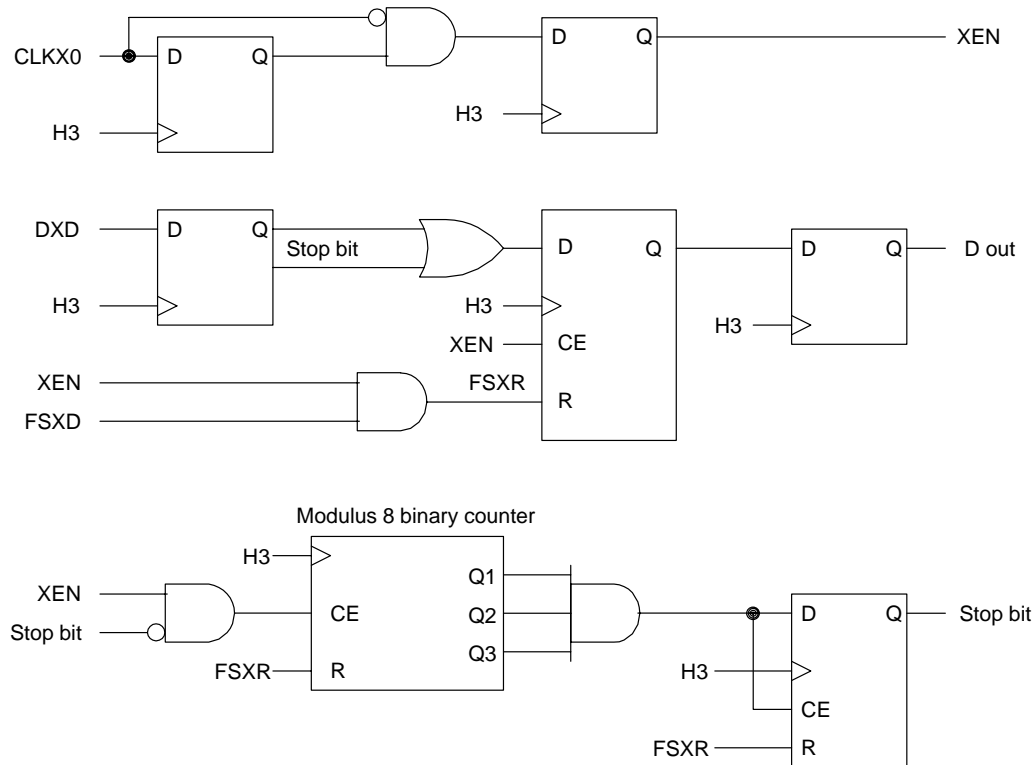 CLKX0
D
Q
H3
D
Q
H3
XEN
DXD
D
Q
Stop bit
H3
D
Q
H3
XEN
CE
FSXR
R
XEN
FSXD
D
Q
H3
D out
Modulus 8 binary counter
H3
XEN
Stop bit
CE
FSXR
R
Q1
Q2
Q3
D
Q
H3
CE
FSXR
R
Stop bit